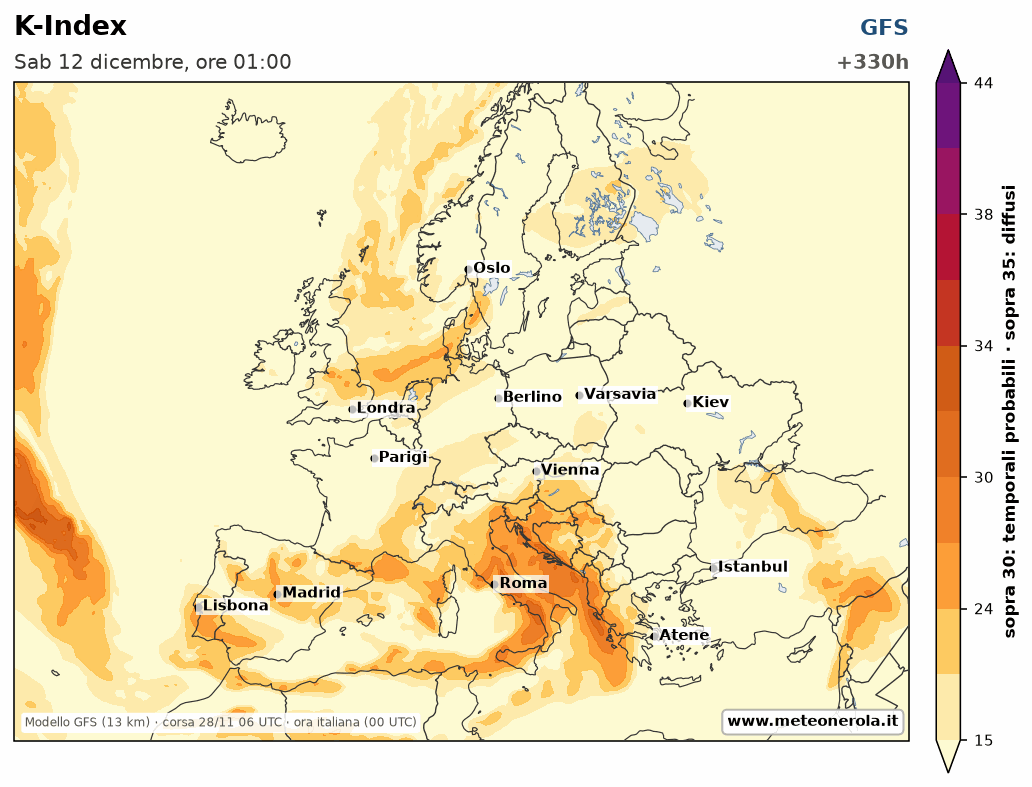 K-Index
GFS
Sab 12 dicembre, ore 01:00
+330h
44
38
34
30
24
15
sopra 30: temporali probabili · sopra 35: diffusi
Oslo
Berlino
Varsavia
Kiev
Londra
Parigi
Vienna
Istanbul
Roma
Madrid
Lisbona
Atene
Modello GFS (13 km) · corsa 28/11 06 UTC · ora italiana (00 UTC)
www.meteonerola.it